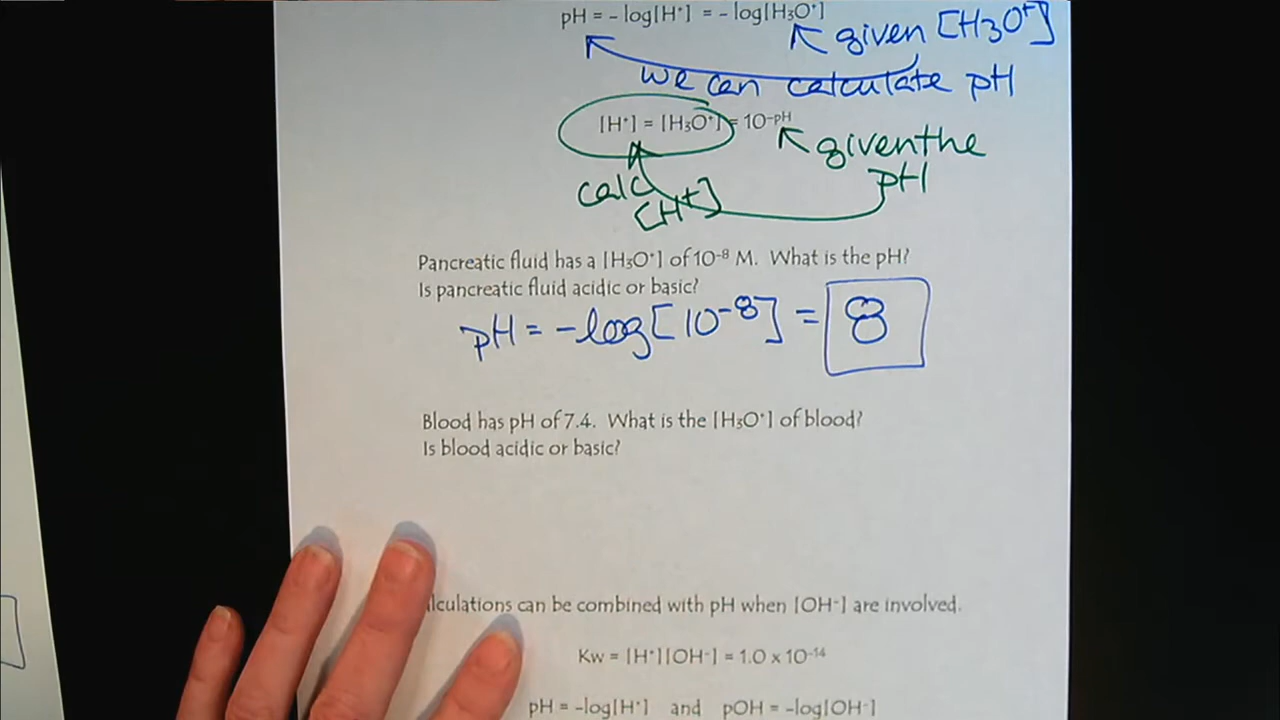 pH = - log[H⁺] = - log[H₃O⁺]
given [H3O⁺]
we can calculate pH
[H⁺] = [H₃O⁺] = 10⁻ᵖᴴ
given the
pH
calc
[H⁺]
Pancreatic fluid has a [H₃O⁺] of 10⁻⁸ M. What is the pH?
Is pancreatic fluid acidic or basic?
pH = -log[10⁻⁸] = 8
Blood has pH of 7.4. What is the [H₃O⁺] of blood?
Is blood acidic or basic?
can be combined with pH when [OH⁻] are involved.
Kw = [H⁺][OH⁻] = 1.0 x 10⁻¹⁴
pH = -log[H⁺] and pOH = -log[OH⁻]